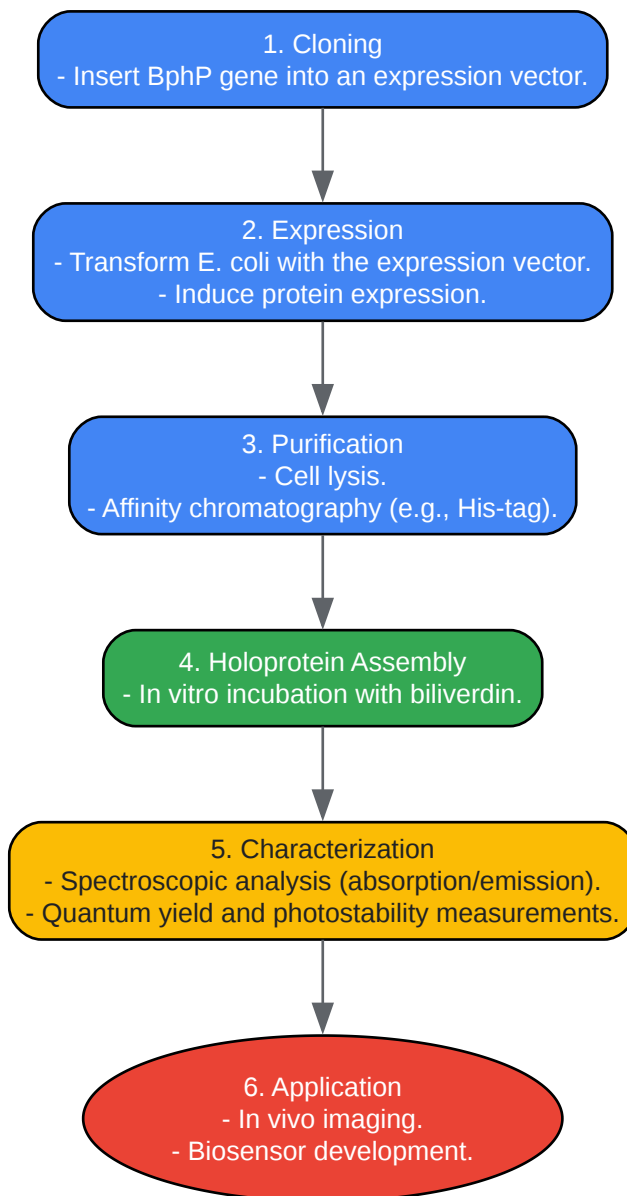 1. Cloning
- Insert BphP gene into an expression vector.
2. Expression
- Transform E. coli with the expression vector.
- Induce protein expression.
3. Purification
- Cell lysis.
- Affinity chromatography (e.g., His-tag).
4. Holoprotein Assembly
- In vitro incubation with biliverdin.
5. Characterization
- Spectroscopic analysis (absorption/emission).
- Quantum yield and photostability measurements.
6. Application
- In vivo imaging.
- Biosensor development.